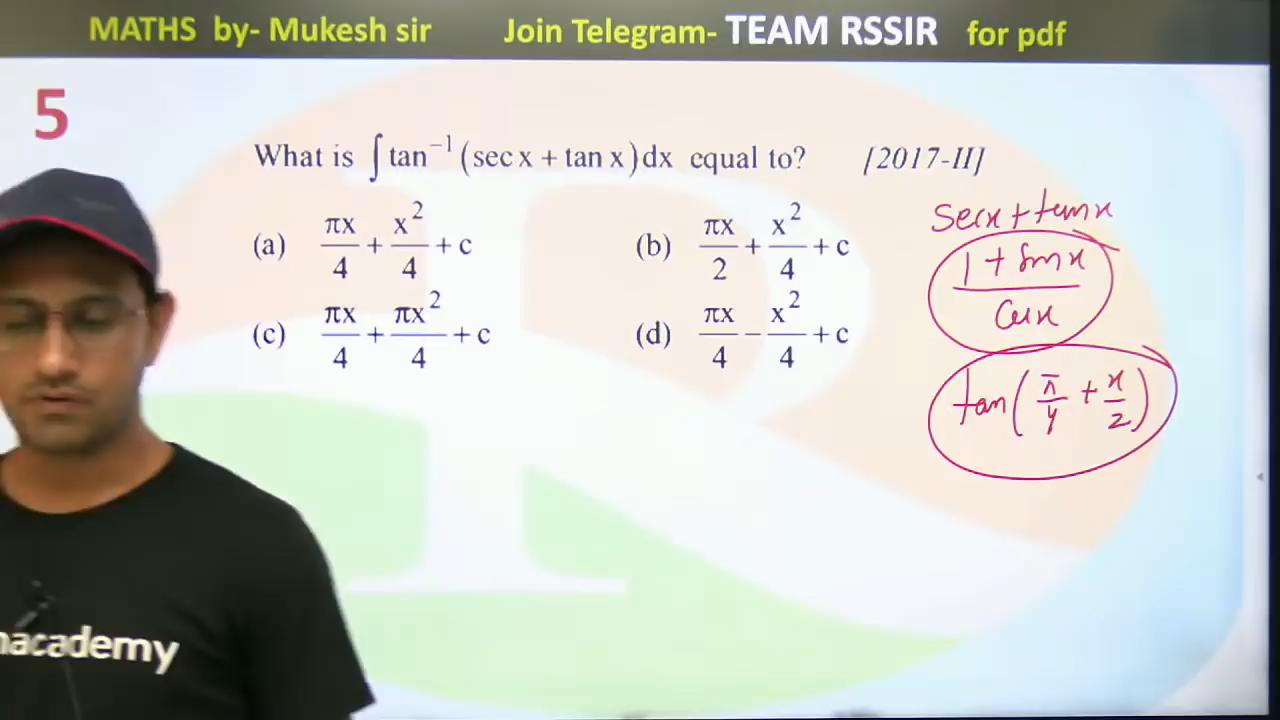 MATHS by- Mukesh sir Join Telegram- TEAM RSSIR for pdf
5
What is ∫ tan⁻¹ (sec x + tan x) dx equal to? [2017-II]
(a) πx/4 + x²/4 + c (b) πx/2 + x²/4 + c
(c) πx/4 + πx²/4 + c (d) πx/4 − x²/4 + c
secx + tanx
1 + sinx / cosx
tan(π/4 + x/2)
nacademy